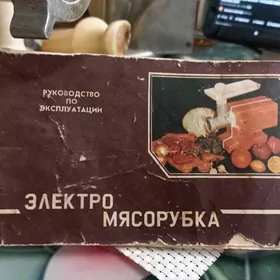 РУКОВОДСТВО
ПО
ЭКСПЛУАТАЦИИ
ЭЛЕКТРО
МЯСОРУБКА